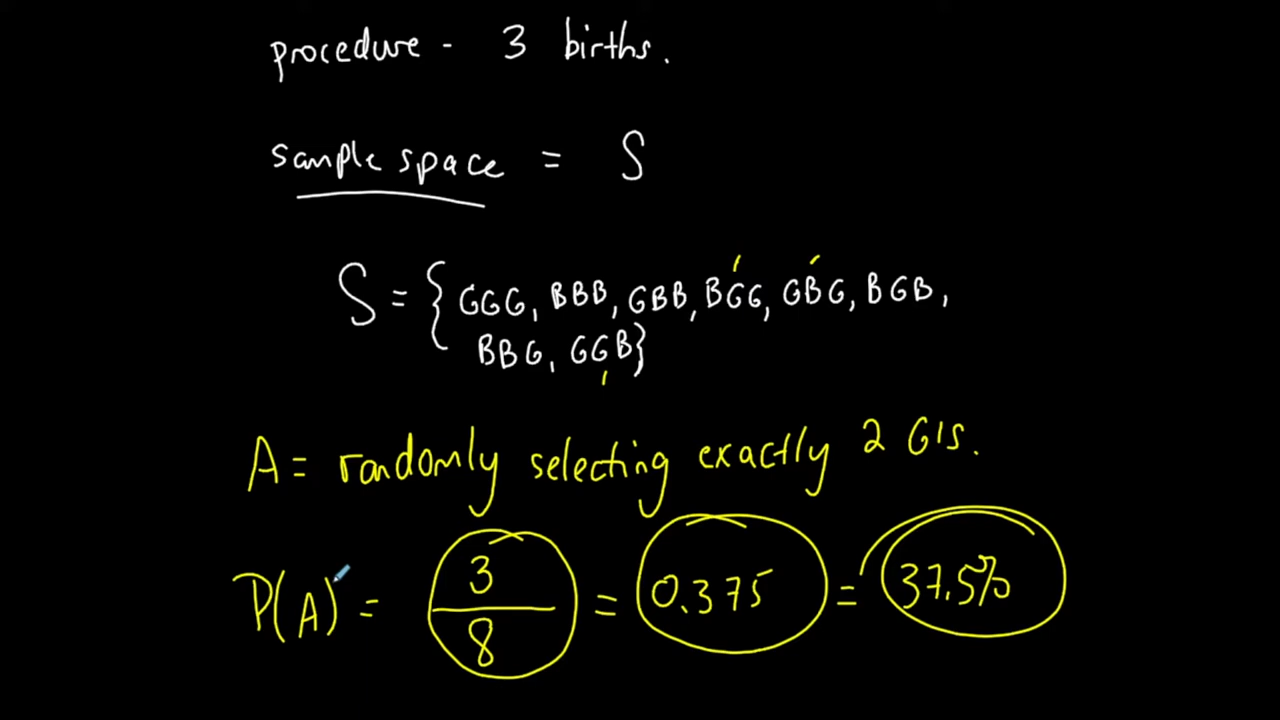 procedure - 3 births.
sample space = S
S = { GGG, BBB, GBB, BGG, GBG, BGB,
BBG, GGB}
A = randomly selecting exactly 2 G's.
P(A) = 3/8 = 0.375 = 37.5%